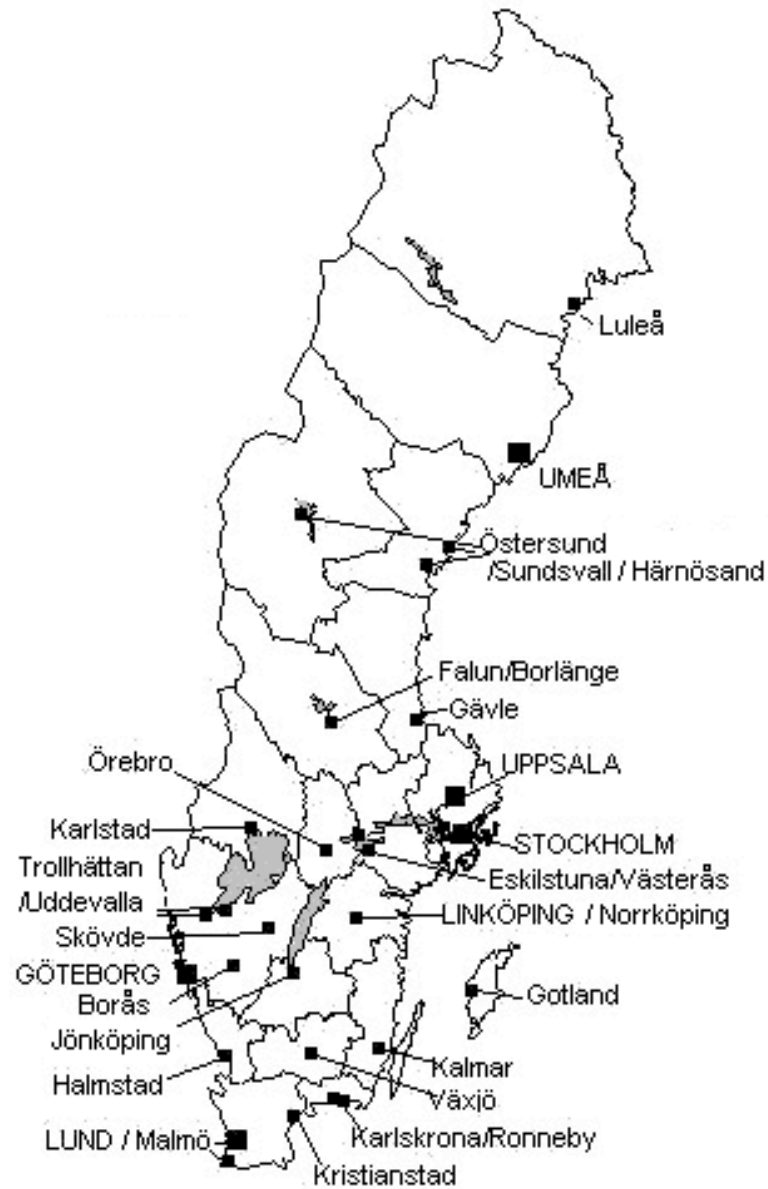 Luleå
UMEÅ
Östersund
/Sundsvall / Härnösand
Falun/Borlänge
Gävle
Örebro
UPPSALA
Karlstad
STOCKHOLM
Trollhättan
/Uddevalla
Eskilstuna/Västerås
LINKÖPING / Norrköping
Skövde
GÖTEBORG
Borås
Gotland
Jönköping
Kalmar
Halmstad
Växjö
LUND / Malmö
Karlskrona/Ronneby
Kristianstad